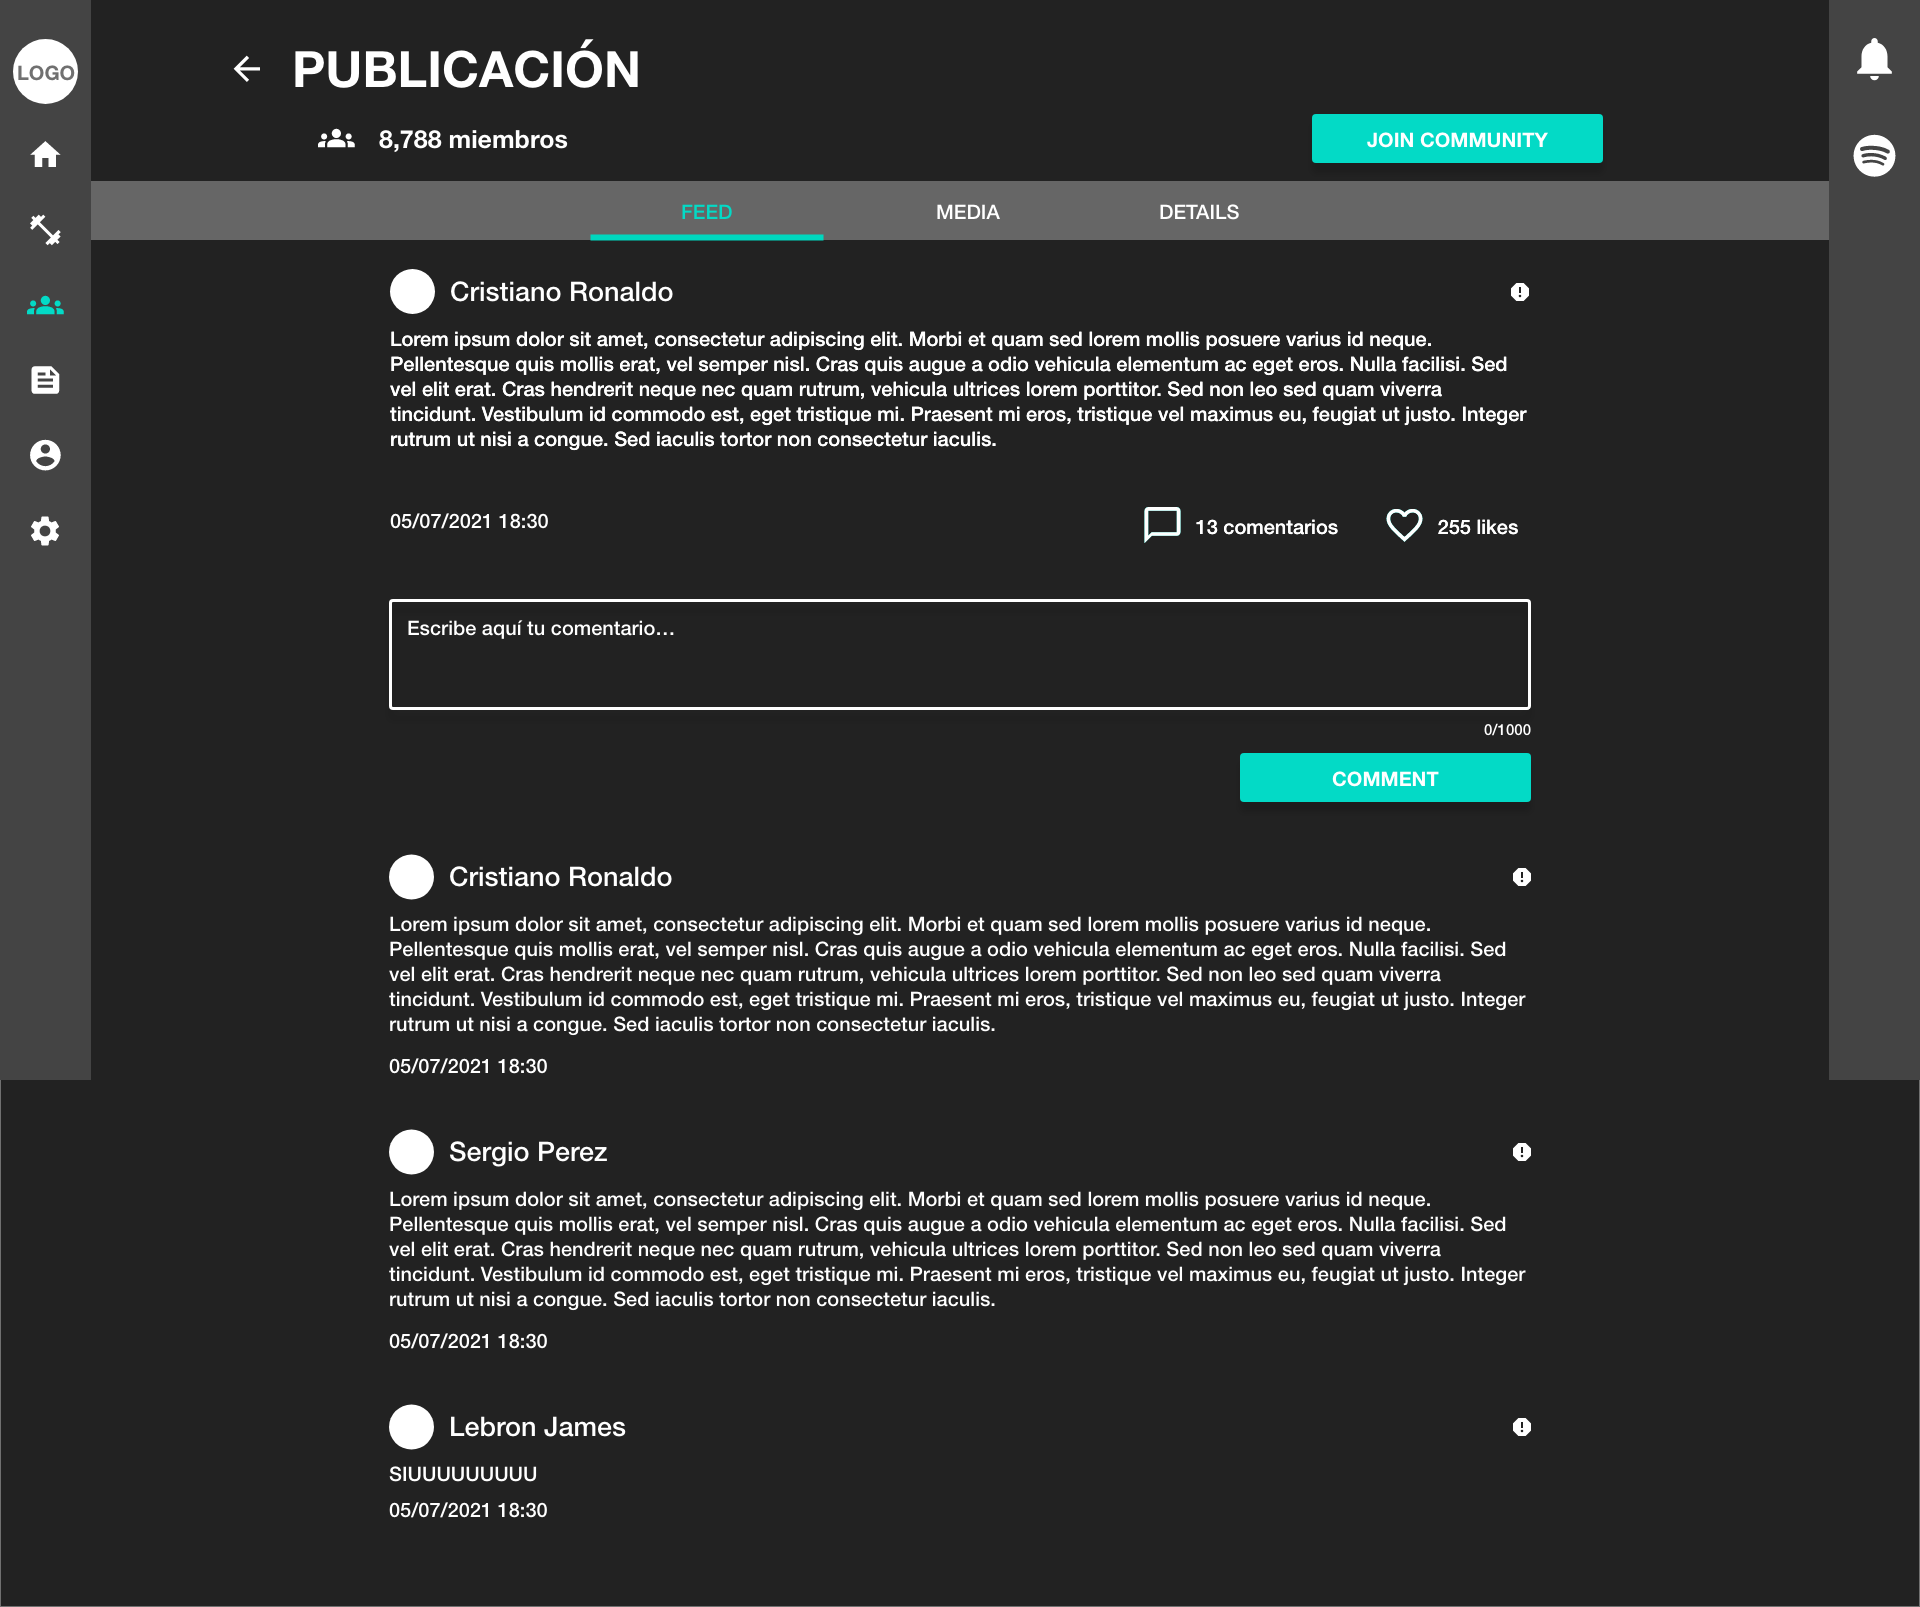 LOGO
PUBLICACIÓN
8,788 miembros
JOIN COMMUNITY
FEED
MEDIA
DETAILS
Cristiano Ronaldo
Lorem ipsum dolor sit amet, consectetur adipiscing elit. Morbi et quam sed lorem mollis posuere varius id neque.
Pellentesque quis mollis erat, vel semper nisl. Cras quis augue a odio vehicula elementum ac eget eros. Nulla facilisi. Sed
vel elit erat. Cras hendrerit neque nec quam rutrum, vehicula ultrices lorem porttitor. Sed non leo sed quam viverra
tincidunt. Vestibulum id commodo est, eget tristique mi. Praesent mi eros, tristique vel maximus eu, feugiat ut justo. Integer
rutrum ut nisi a congue. Sed iaculis tortor non consectetur iaculis.
05/07/2021 18:30
13 comentarios
255 likes
Escribe aquí tu comentario...
0/1000
COMMENT
Cristiano Ronaldo
Lorem ipsum dolor sit amet, consectetur adipiscing elit. Morbi et quam sed lorem mollis posuere varius id neque.
Pellentesque quis mollis erat, vel semper nisl. Cras quis augue a odio vehicula elementum ac eget eros. Nulla facilisi. Sed
vel elit erat. Cras hendrerit neque nec quam rutrum, vehicula ultrices lorem porttitor. Sed non leo sed quam viverra
tincidunt. Vestibulum id commodo est, eget tristique mi. Praesent mi eros, tristique vel maximus eu, feugiat ut justo. Integer
rutrum ut nisi a congue. Sed iaculis tortor non consectetur iaculis.
05/07/2021 18:30
Sergio Perez
Lorem ipsum dolor sit amet, consectetur adipiscing elit. Morbi et quam sed lorem mollis posuere varius id neque.
Pellentesque quis mollis erat, vel semper nisl. Cras quis augue a odio vehicula elementum ac eget eros. Nulla facilisi. Sed
vel elit erat. Cras hendrerit neque nec quam rutrum, vehicula ultrices lorem porttitor. Sed non leo sed quam viverra
tincidunt. Vestibulum id commodo est, eget tristique mi. Praesent mi eros, tristique vel maximus eu, feugiat ut justo. Integer
rutrum ut nisi a congue. Sed iaculis tortor non consectetur iaculis.
05/07/2021 18:30
Lebron James
SIUUUUUUUUU
05/07/2021 18:30